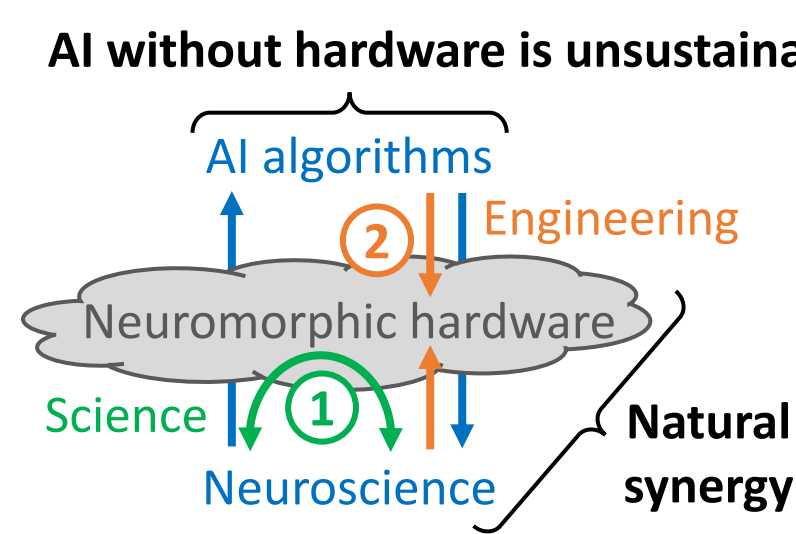 AI without hardware is unsustaina
AI algorithms
Engineering
2
Neuromorphic hardware
Science
1
Natural
synergy
Neuroscience